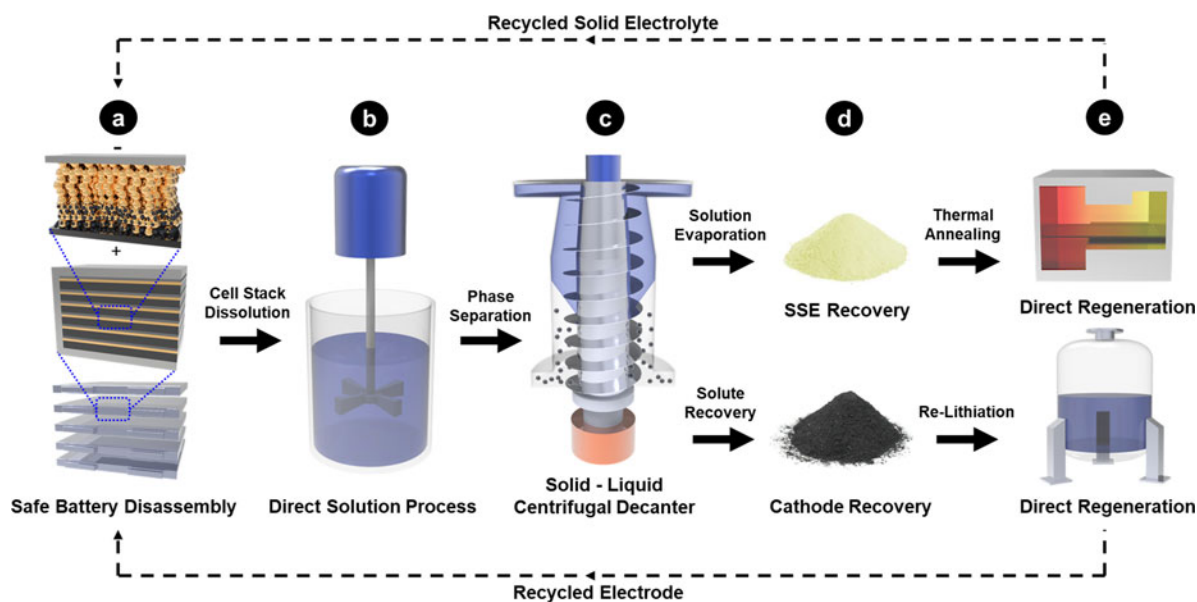 Recycled Solid Electrolyte
a
b
c
d
e
-
+
Cell Stack
Dissolution
Phase
Separation
Solution
Evaporation
Thermal
Annealing
SSE Recovery
Direct Regeneration
Solute
Recovery
Re-Lithiation
Safe Battery Disassembly
Direct Solution Process
Solid - Liquid
Centrifugal Decanter
Cathode Recovery
Direct Regeneration
Recycled Electrode